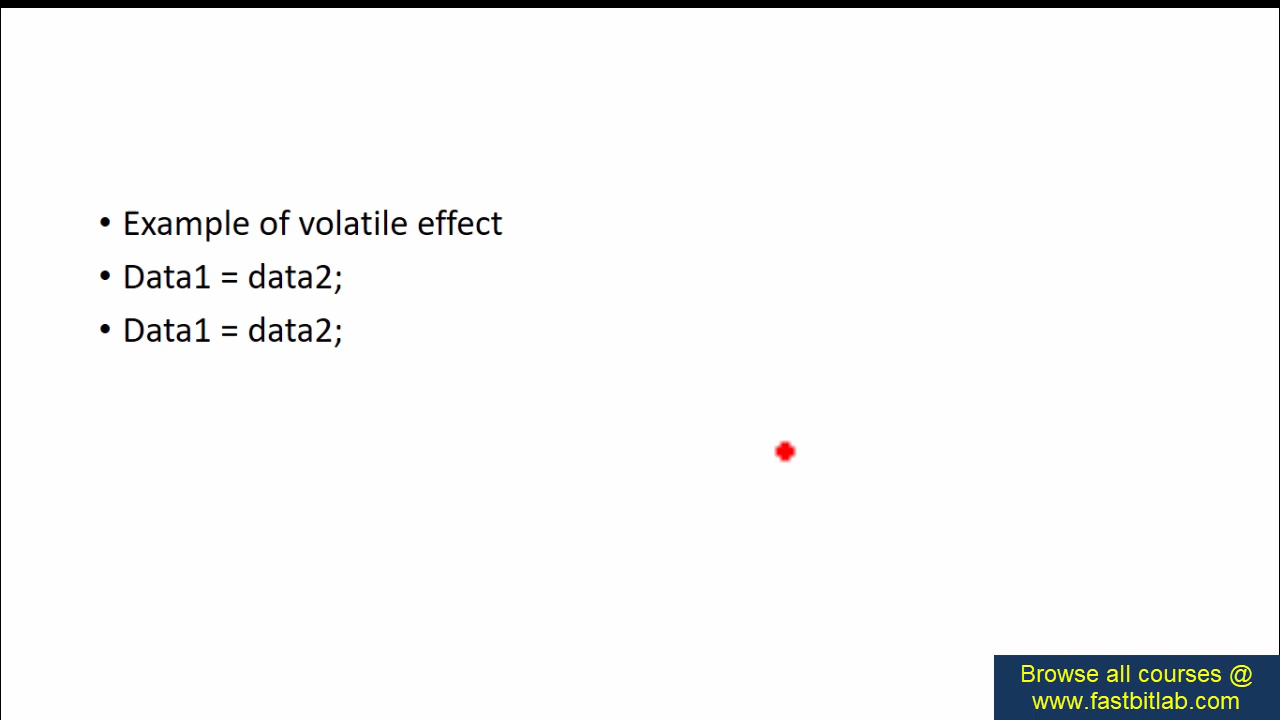 • Example of volatile effect
• Data1 = data2;
• Data1 = data2;
Browse all courses @
www.fastbitlab.com